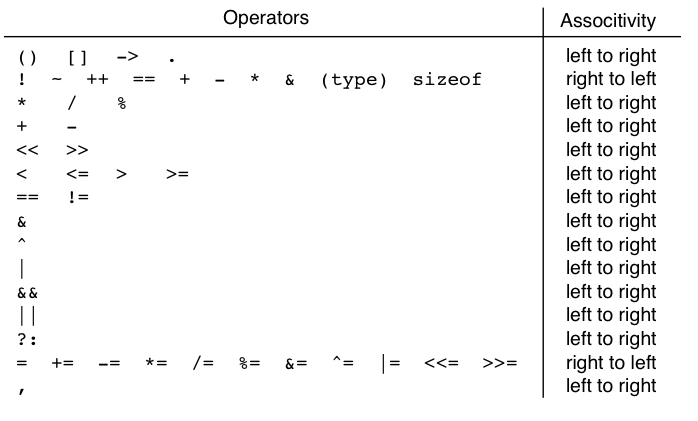 Operators Associtivity
() [] -> . left to right
! ~ ++ == + - * & (type) sizeof right to left
* / % left to right
+ - left to right
<< >> left to right
< <= > >= left to right
== != left to right
& left to right
^ left to right
| left to right
&& left to right
|| left to right
?: left to right
= += -= *= /= %= &= ^= |= <<= >>= right to left
, left to right